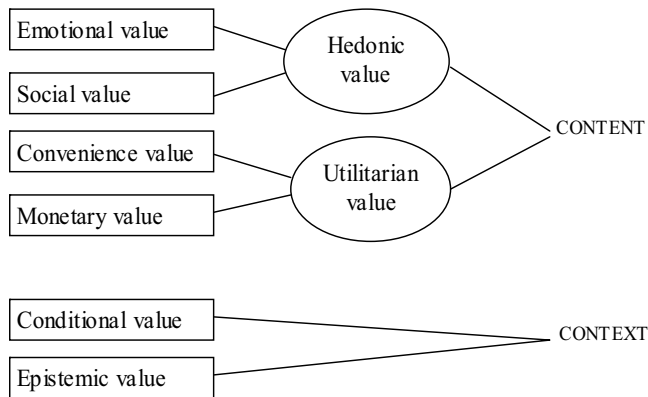 Emotional value
Social value
Convenience value
Monetary value
Hedonic
value
Utilitarian
value
CONTENT
Conditional value
Epistemic value
CONTEXT